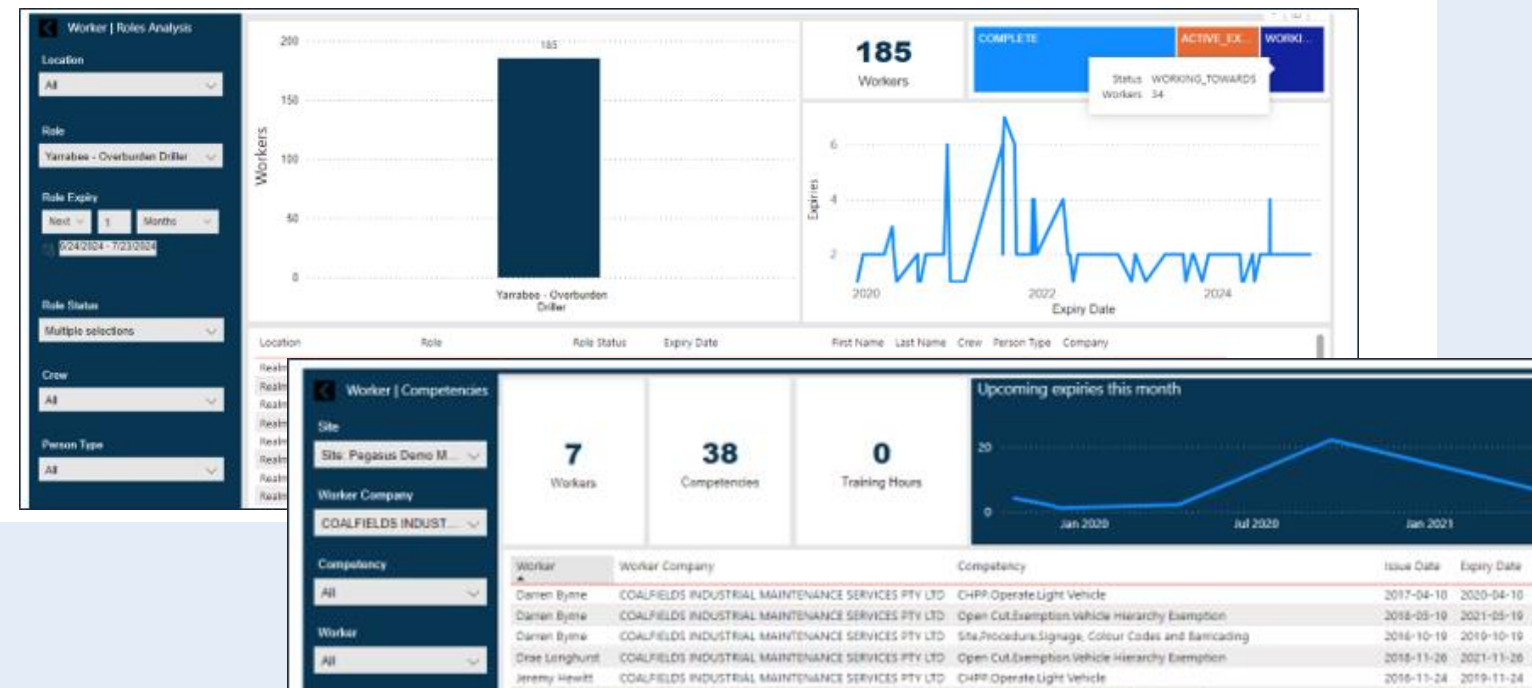 Worker | Roles Analysis
Location
All
Role
Yarrabee - Overburden Driller
Role Expiry
Next 1 Months
6/24/2024 - 7/23/2024
Role Status
Multiple selections
Crew
All
Person Type
All
200
150
100
50
0
Workers
185
Yarrabee - Overburden
Driller
185
Workers
COMPLETE
ACTIVE_EX...
WORKI...
Status WORKING_TOWARDS
Workers 34
6
4
2
Expiries
2020 2022 2024
Expiry Date
Location Role Role Status Expiry Date First Name Last Name Crew Person Type Company
Worker | Competencies
Site
Site: Pegasus Demo M...
Worker Company
COALFIELDS INDUST...
Competency
All
Worker
All
7
Workers
38
Competencies
0
Training Hours
Upcoming expiries this month
20
0
Jan 2020 Jul 2020 Jan 2021
Worker Worker Company Competency Issue Date Expiry Date
Darren Byrne COALFIELDS INDUSTRIAL MAINTENANCE SERVICES PTY LTD CHPP.Operate.Light Vehicle 2017-04-10 2020-04-10
Darren Byrne COALFIELDS INDUSTRIAL MAINTENANCE SERVICES PTY LTD Open Cut.Exemption.Vehicle Hierarchy Exemption 2018-05-19 2021-05-19
Darren Byrne COALFIELDS INDUSTRIAL MAINTENANCE SERVICES PTY LTD Site.Procedure.Signage, Colour Codes and Barricading 2016-10-19 2019-10-19
Drae Longhurst COALFIELDS INDUSTRIAL MAINTENANCE SERVICES PTY LTD Open Cut.Exemption.Vehicle Hierarchy Exemption 2018-11-26 2021-11-26
Jeremy Hewitt COALFIELDS INDUSTRIAL MAINTENANCE SERVICES PTY LTD CHPP.Operate.Light Vehicle 2016-11-24 2019-11-24